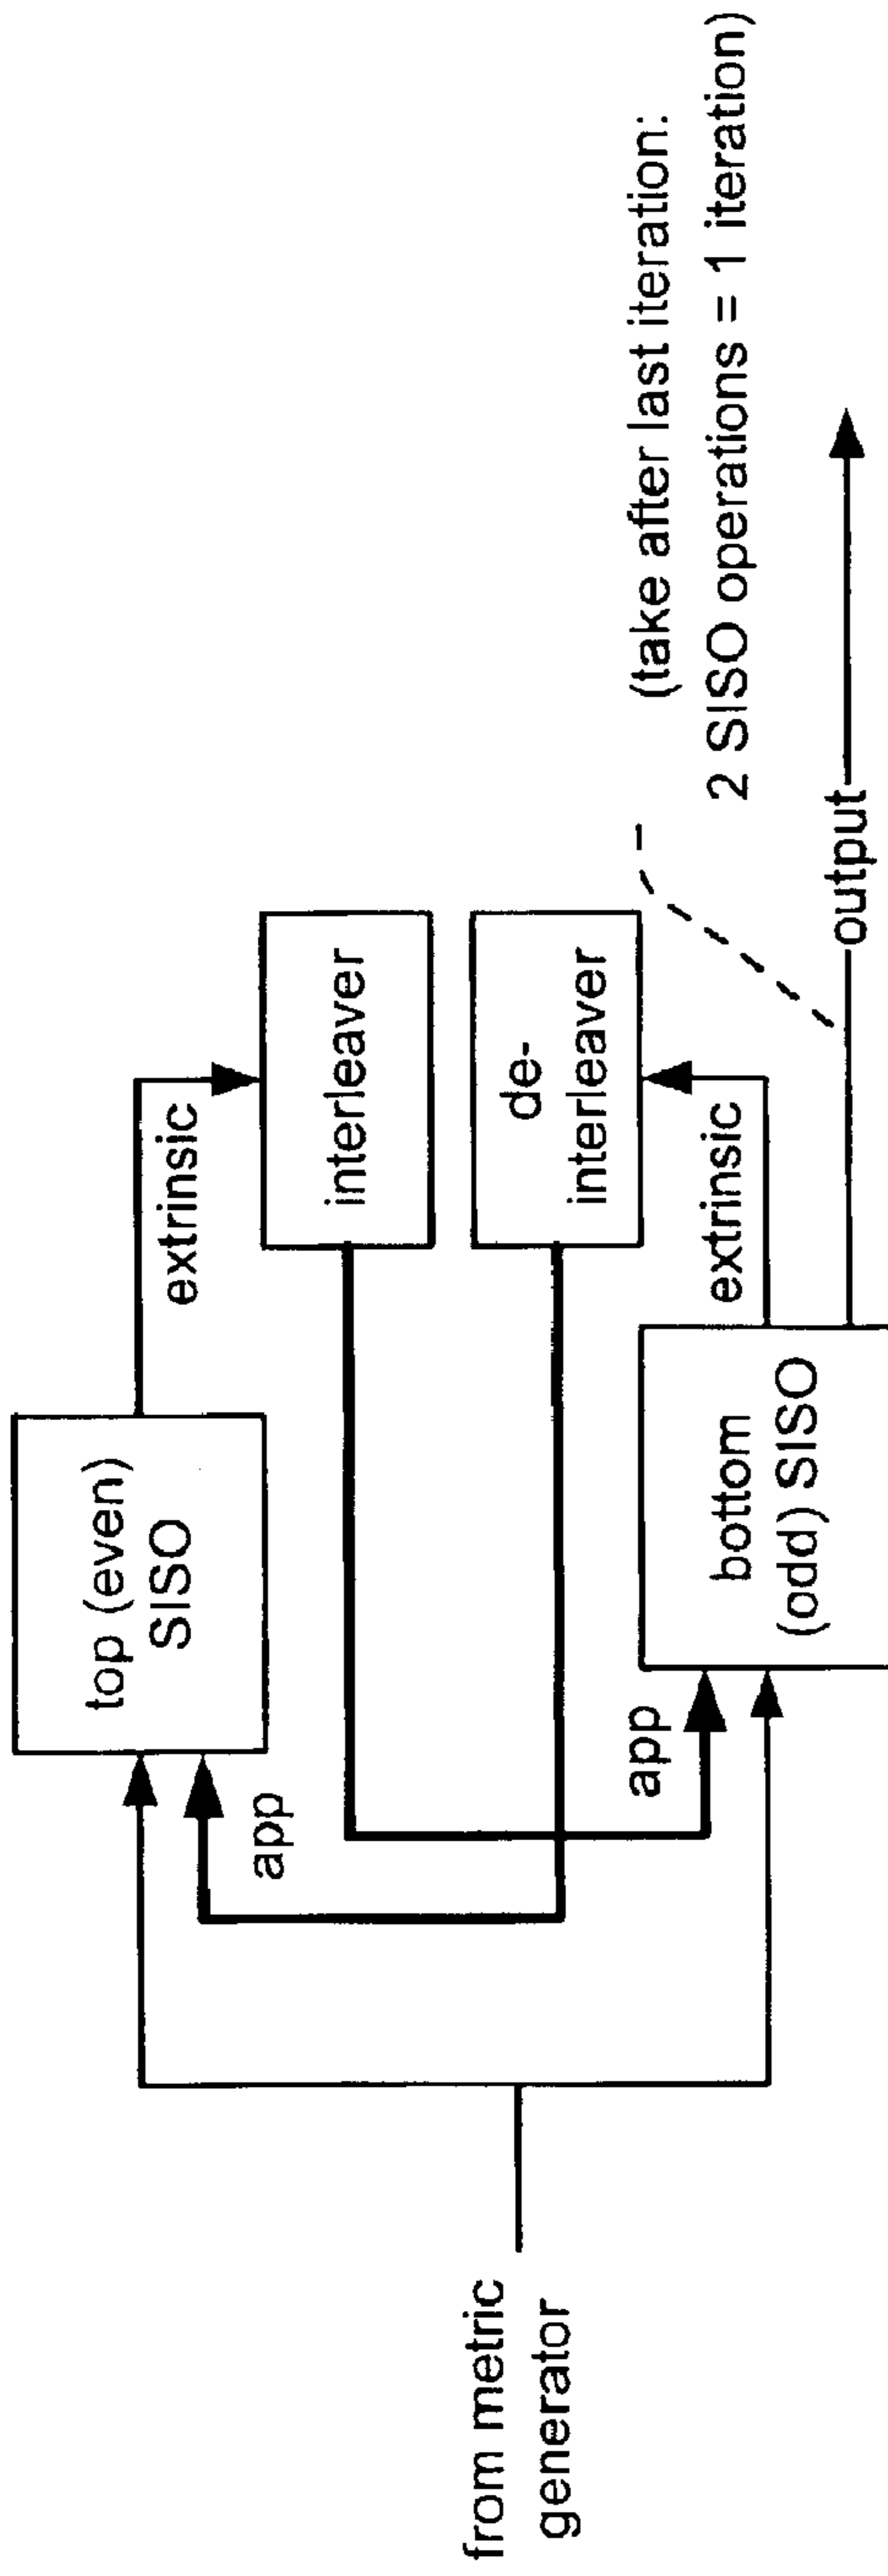 from metric
generator
top (even)
SISO
app
extrinsic
interleaver
de-
interleaver
app
bottom
(odd) SISO
extrinsic
output
(take after last iteration:
2 SISO operations = 1 iteration)